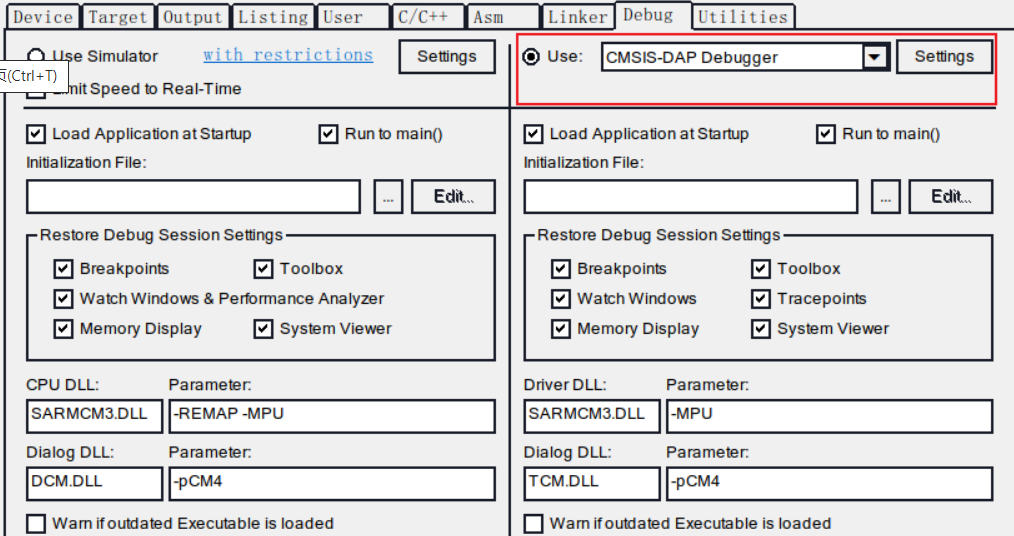 Device Target Output Listing User C/C++ Asm Linker Debug Utilities
Use Simulator with restrictions Settings
Use: CMSIS-DAP Debugger Settings
(Ctrl+T)
Limit Speed to Real-Time
Load Application at Startup Run to main()
Load Application at Startup Run to main()
Initialization File:
Initialization File:
... Edit...
... Edit...
Restore Debug Session Settings
Restore Debug Session Settings
Breakpoints Toolbox
Breakpoints Toolbox
Watch Windows & Performance Analyzer
Watch Windows Tracepoints
Memory Display System Viewer
Memory Display System Viewer
CPU DLL: Parameter:
Driver DLL: Parameter:
SARMCM3.DLL -REMAP -MPU
SARMCM3.DLL -MPU
Dialog DLL: Parameter:
Dialog DLL: Parameter:
DCM.DLL -pCM4
TCM.DLL -pCM4
Warn if outdated Executable is loaded
Warn if outdated Executable is loaded